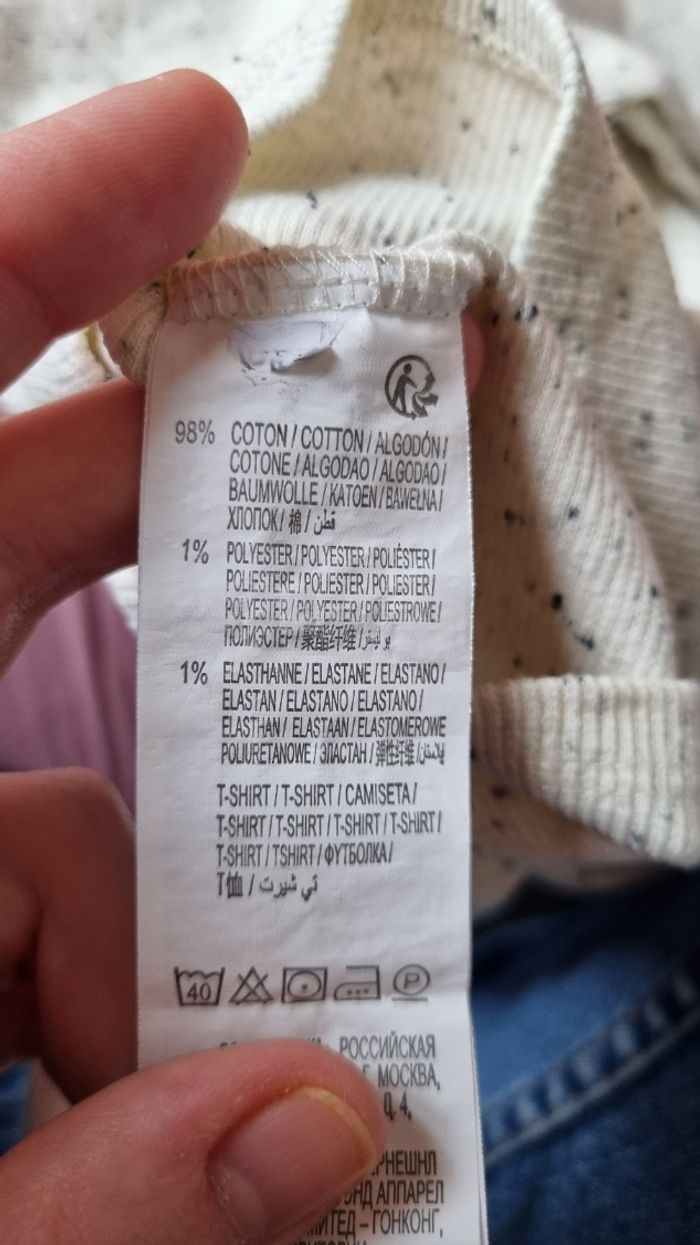 98% COTON / COTTON / ALGODÓN /
COTONE / ALGODAO / ALGODAO /
BAUMWOLLE / KATOEN / BAWEŁNA /
ХЛОПОК / 棉 / قطن
1% POLYESTER / POLYESTER / POLIÉSTER /
POLIESTERE / POLIESTER / POLIESTER /
POLYESTER / POLYESTER / POLIESTROWE /
ПОЛИЭСТЕР / 聚酯纤维 / بوليستر
1% ELASTHANNE / ELASTANE / ELASTANO /
ELASTAN / ELASTANO / ELASTANO /
ELASTHAN / ELASTAAN / ELASTOMEROWE
POLIURETANOWE / ЭЛАСТАН / 弹性纤维 /
T-SHIRT / T-SHIRT / CAMISETA /
T-SHIRT / T-SHIRT / T-SHIRT / T-SHIRT /
T-SHIRT / TSHIRT / ФУТБОЛКА /
T恤 / تي شيرت
40 P
РОССИЙСКАЯ
МОСКВА,
4,
АППАРЕЛ
ГОНКОНГ,